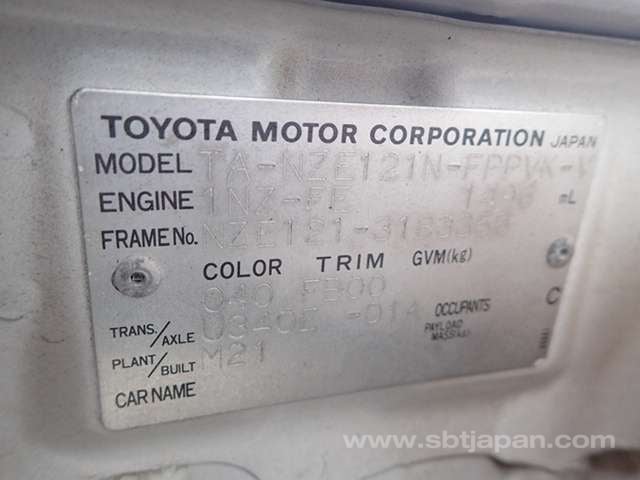 TOYOTA MOTOR CORPORATION JAPAN
MODEL TA-NZE121N-FPPVK-V
ENGINE 1NZ-FE 1496 mL
FRAME No. NZE121-3183358
COLOR TRIM GVM(kg)
040 FB00
TRANS./AXLE U340E -01A OCCUPANTS
PAYLOAD MASS(kg)
PLANT/BUILT M21
CAR NAME
C
www.sbtjapan.com